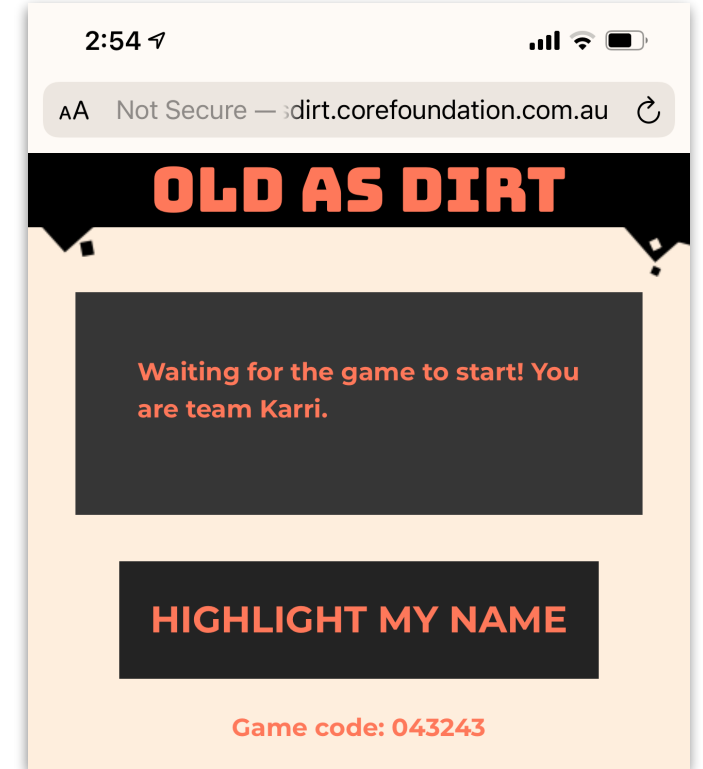 2:54
AA Not Secure — sdirt.corefoundation.com.au
OLD AS DIRT
Waiting for the game to start! You
are team Karri.
HIGHLIGHT MY NAME
Game code: 043243